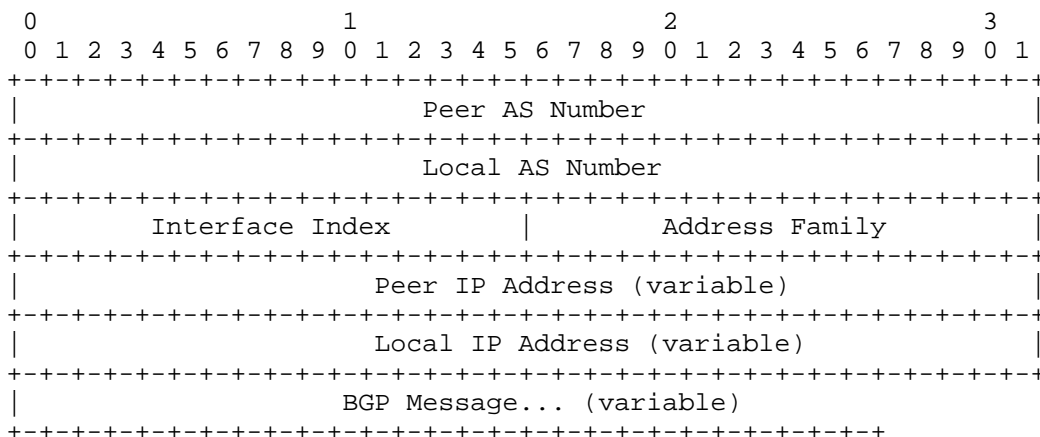 0                   1                   2                   3
 0 1 2 3 4 5 6 7 8 9 0 1 2 3 4 5 6 7 8 9 0 1 2 3 4 5 6 7 8 9 0 1
+-+-+-+-+-+-+-+-+-+-+-+-+-+-+-+-+-+-+-+-+-+-+-+-+-+-+-+-+-+-+-+-+
|                         Peer AS Number                        |
+-+-+-+-+-+-+-+-+-+-+-+-+-+-+-+-+-+-+-+-+-+-+-+-+-+-+-+-+-+-+-+-+
|                         Local AS Number                       |
+-+-+-+-+-+-+-+-+-+-+-+-+-+-+-+-+-+-+-+-+-+-+-+-+-+-+-+-+-+-+-+-+
|        Interface Index        |        Address Family         |
+-+-+-+-+-+-+-+-+-+-+-+-+-+-+-+-+-+-+-+-+-+-+-+-+-+-+-+-+-+-+-+-+
|                      Peer IP Address (variable)               |
+-+-+-+-+-+-+-+-+-+-+-+-+-+-+-+-+-+-+-+-+-+-+-+-+-+-+-+-+-+-+-+-+
|                      Local IP Address (variable)              |
+-+-+-+-+-+-+-+-+-+-+-+-+-+-+-+-+-+-+-+-+-+-+-+-+-+-+-+-+-+-+-+-+
|                    BGP Message... (variable)
+-+-+-+-+-+-+-+-+-+-+-+-+-+-+-+-+-+-+-+-+-+-+-+-+-+-+-+